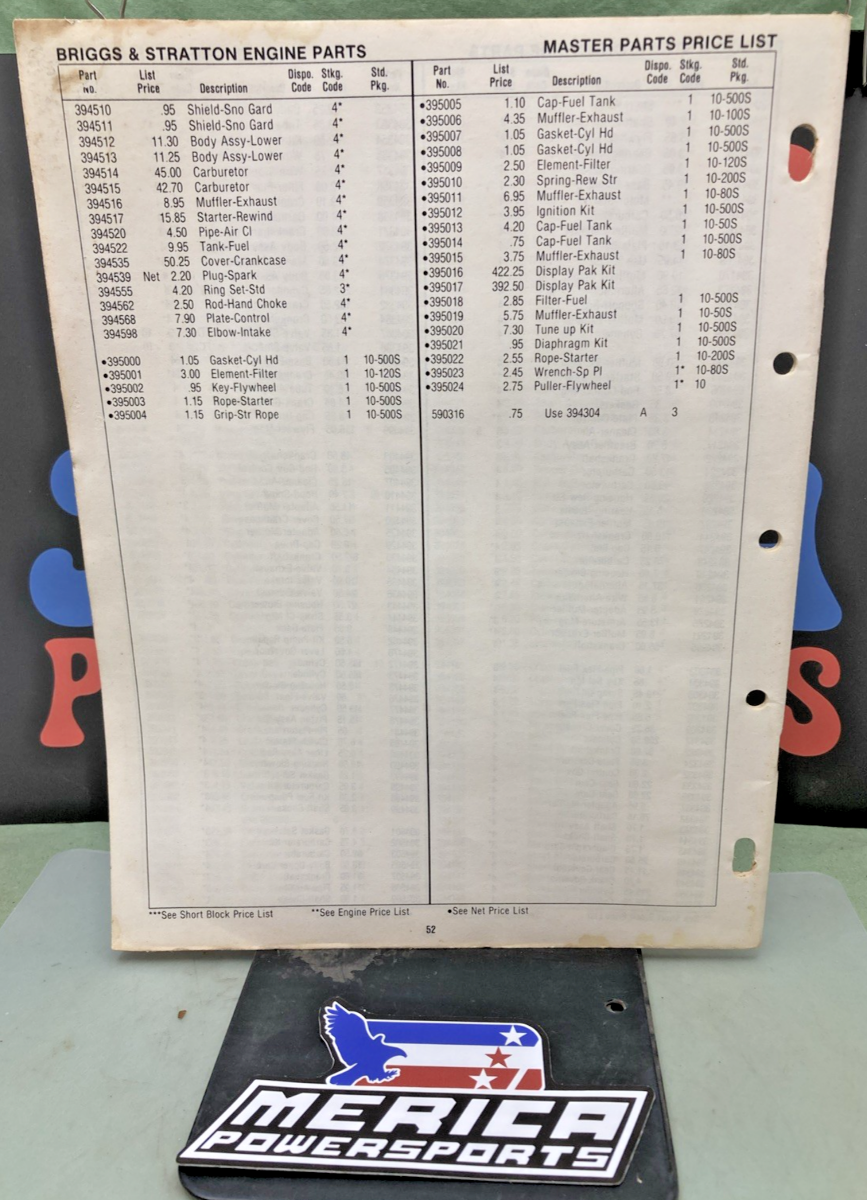 BRIGGS & STRATTON ENGINE PARTS
MASTER PARTS PRICE LIST
Part No. List Price Description Dispo. Code Stkg. Code Std. Pkg.
394510 .95 Shield-Sno Gard 4*
394511 .95 Shield-Sno Gard 4*
394512 11.30 Body Assy-Lower 4*
394513 11.25 Body Assy-Lower 4*
394514 45.00 Carburetor 4*
394515 42.70 Carburetor 4*
394516 8.95 Muffler-Exhaust 4*
394517 15.85 Starter-Rewind 4*
394520 4.50 Pipe-Air Cl 4*
394522 9.95 Tank-Fuel 4*
394535 50.25 Cover-Crankcase 4*
394539 Net 2.20 Plug-Spark 4*
394555 4.20 Ring Set-Std 3*
394562 2.50 Rod-Hand Choke 4*
394568 7.90 Plate-Control 4*
394598 7.30 Elbow-Intake 4*
•395000 1.05 Gasket-Cyl Hd 1 10-500S
•395001 3.00 Element-Filter 1 10-120S
•395002 .95 Key-Flywheel 1 10-500S
•395003 1.15 Rope-Starter 1 10-500S
•395004 1.15 Grip-Str Rope 1 10-500S
Part No. List Price Description Dispo. Code Stkg. Code Std. Pkg.
•395005 1.10 Cap-Fuel Tank 1 10-500S
•395006 4.35 Muffler-Exhaust 1 10-100S
•395007 1.05 Gasket-Cyl Hd 1 10-500S
•395008 1.05 Gasket-Cyl Hd 1 10-500S
•395009 2.50 Element-Filter 1 10-120S
•395010 2.30 Spring-Rew Str 1 10-200S
•395011 6.95 Muffler-Exhaust 1 10-80S
•395012 3.95 Ignition Kit 1 10-500S
•395013 4.20 Cap-Fuel Tank 1 10-50S
•395014 .75 Cap-Fuel Tank 1 10-500S
•395015 3.75 Muffler-Exhaust 1 10-80S
•395016 422.25 Display Pak Kit
•395017 392.50 Display Pak Kit
•395018 2.85 Filter-Fuel 1 10-500S
•395019 5.75 Muffler-Exhaust 1 10-50S
•395020 7.30 Tune up Kit 1 10-500S
•395021 .95 Diaphragm Kit 1 10-500S
•395022 2.55 Rope-Starter 1 10-200S
•395023 2.45 Wrench-Sp Pl 1* 10-80S
•395024 2.75 Puller-Flywheel 1* 10
590316 .75 Use 394304 A 3
***See Short Block Price List **See Engine Price List •See Net Price List
52
MERICA
POWERSPORTS